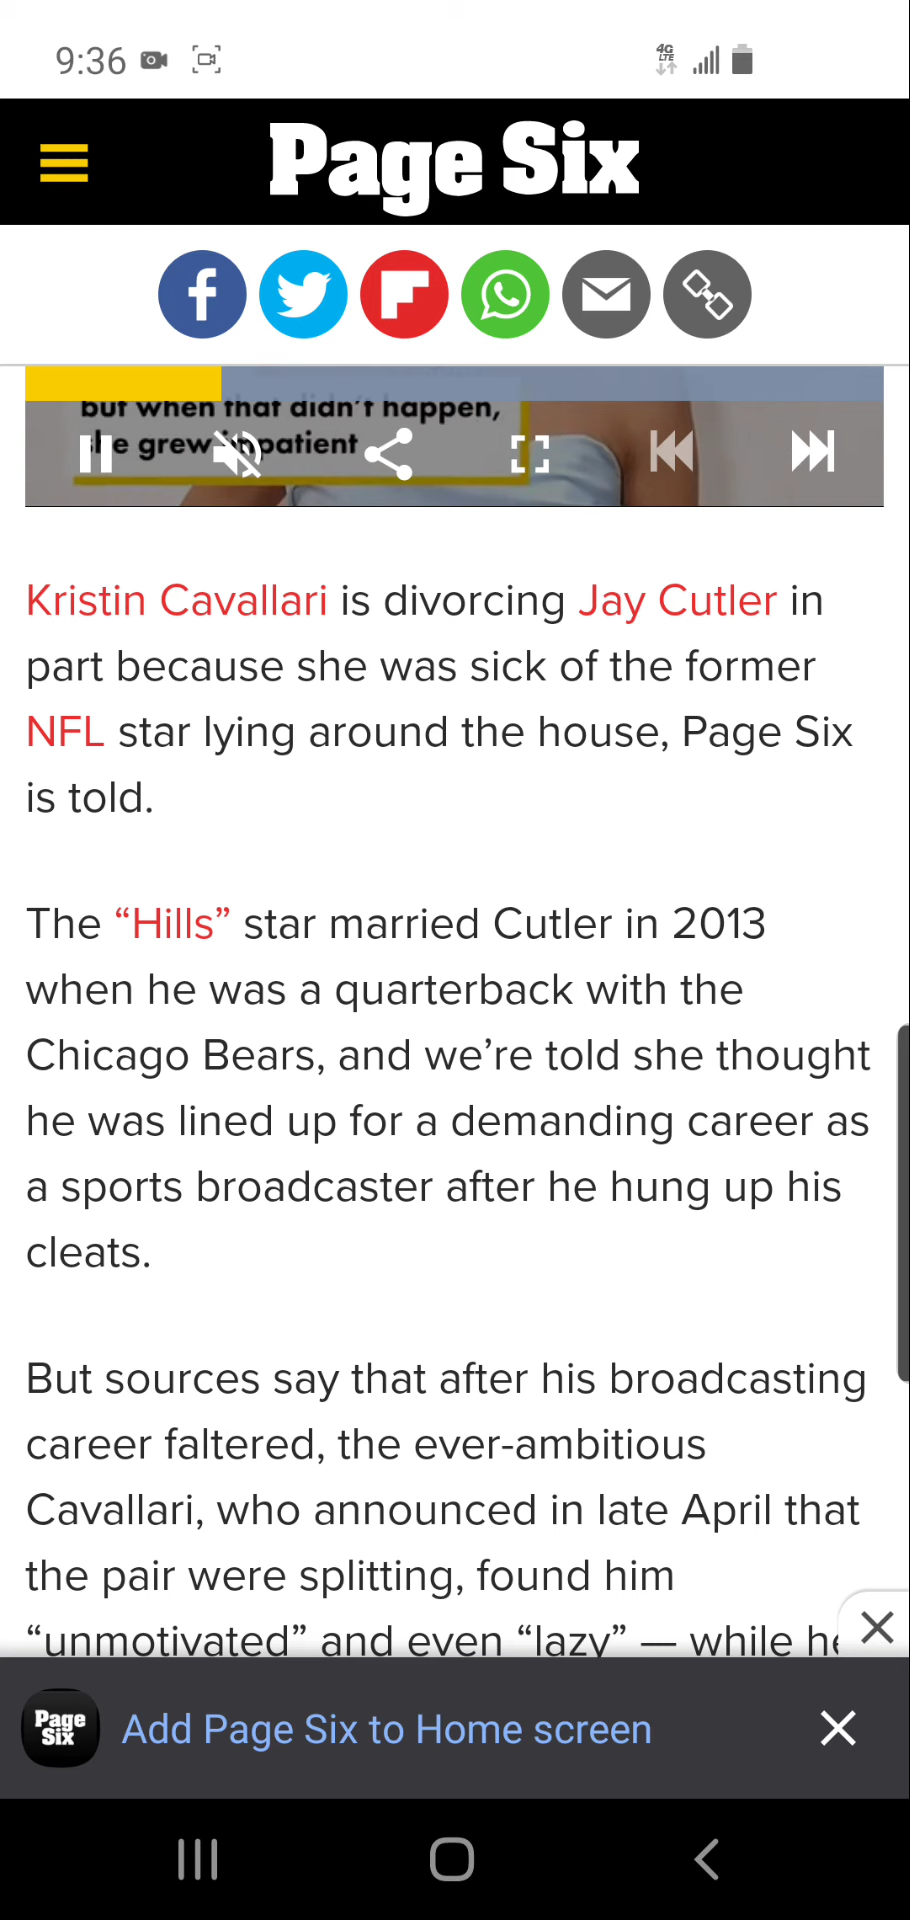 9:36
4G
LTE
Page Six
but when that didn't happen,
grew impatient
Kristin Cavallari is divorcing Jay Cutler in
part because she was sick of the former
NFL star lying around the house, Page Six
is told.
The “Hills” star married Cutler in 2013
when he was a quarterback with the
Chicago Bears, and we’re told she thought
he was lined up for a demanding career as
a sports broadcaster after he hung up his
cleats.
But sources say that after his broadcasting
career faltered, the ever-ambitious
Cavallari, who announced in late April that
the pair were splitting, found him
“unmotivated” and even “lazy” — while
Page
Six
Add Page Six to Home screen